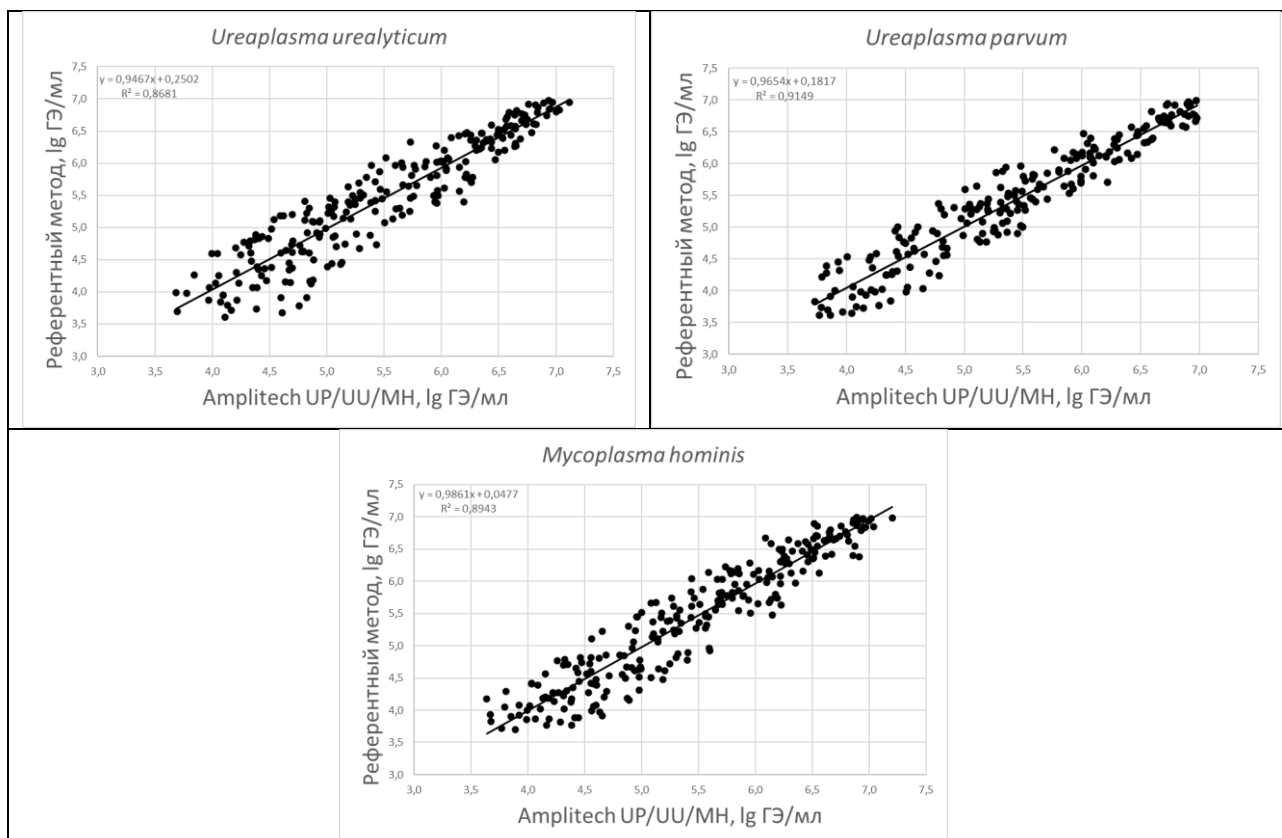 Ureaplasma urealyticum
y = 0,9467x + 0,2502
R² = 0,8681
Референтный метод, lg ГЭ/мл
7,5
7,0
6,5
6,0
5,5
5,0
4,5
4,0
3,5
3,0
3,0 3,5 4,0 4,5 5,0 5,5 6,0 6,5 7,0 7,5
Amplitech UP/UU/MH, lg ГЭ/мл
Ureaplasma parvum
y = 0,9654x + 0,1817
R² = 0,9149
Референтный метод, lg ГЭ/мл
7,5
7,0
6,5
6,0
5,5
5,0
4,5
4,0
3,5
3,0
3,0 3,5 4,0 4,5 5,0 5,5 6,0 6,5 7,0 7,5
Amplitech UP/UU/MH, lg ГЭ/мл
Mycoplasma hominis
y = 0,9861x + 0,0477
R² = 0,8943
Референтный метод, lg ГЭ/мл
7,5
7,0
6,5
6,0
5,5
5,0
4,5
4,0
3,5
3,0
3,0 3,5 4,0 4,5 5,0 5,5 6,0 6,5 7,0 7,5
Amplitech UP/UU/MH, lg ГЭ/мл